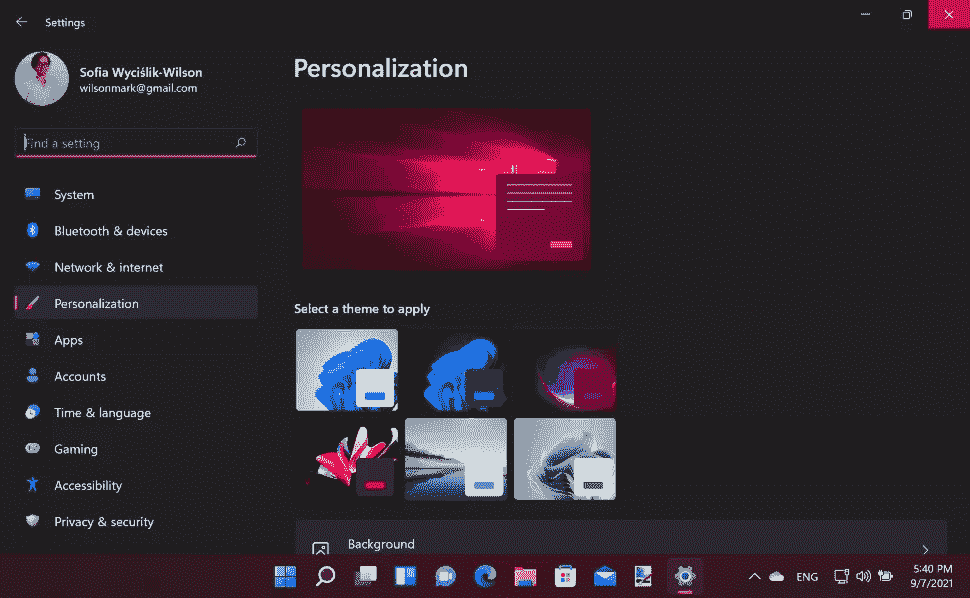 Settings
Sofia Wyciślik-Wilson
wilsonmark@gmail.com
Find a setting
System
Bluetooth & devices
Network & internet
Personalization
Apps
Accounts
Time & language
Gaming
Accessibility
Privacy & security
Personalization
Select a theme to apply
Background
ENG
5:40 PM
9/7/2021